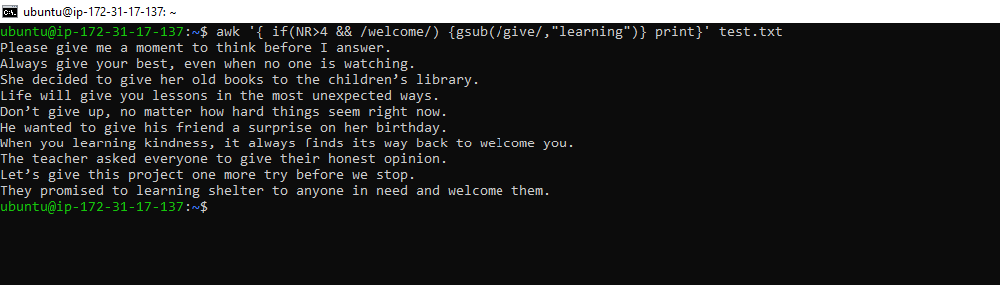 ubuntu@ip-172-31-17-137: ~
ubuntu@ip-172-31-17-137:~$ awk '{ if(NR>4 && /welcome/) {gsub(/give/,"learning")} print}' test.txt
Please give me a moment to think before I answer.
Always give your best, even when no one is watching.
She decided to give her old books to the children’s library.
Life will give you lessons in the most unexpected ways.
Don’t give up, no matter how hard things seem right now.
He wanted to give his friend a surprise on her birthday.
When you learning kindness, it always finds its way back to welcome you.
The teacher asked everyone to give their honest opinion.
Let’s give this project one more try before we stop.
They promised to learning shelter to anyone in need and welcome them.
ubuntu@ip-172-31-17-137:~$